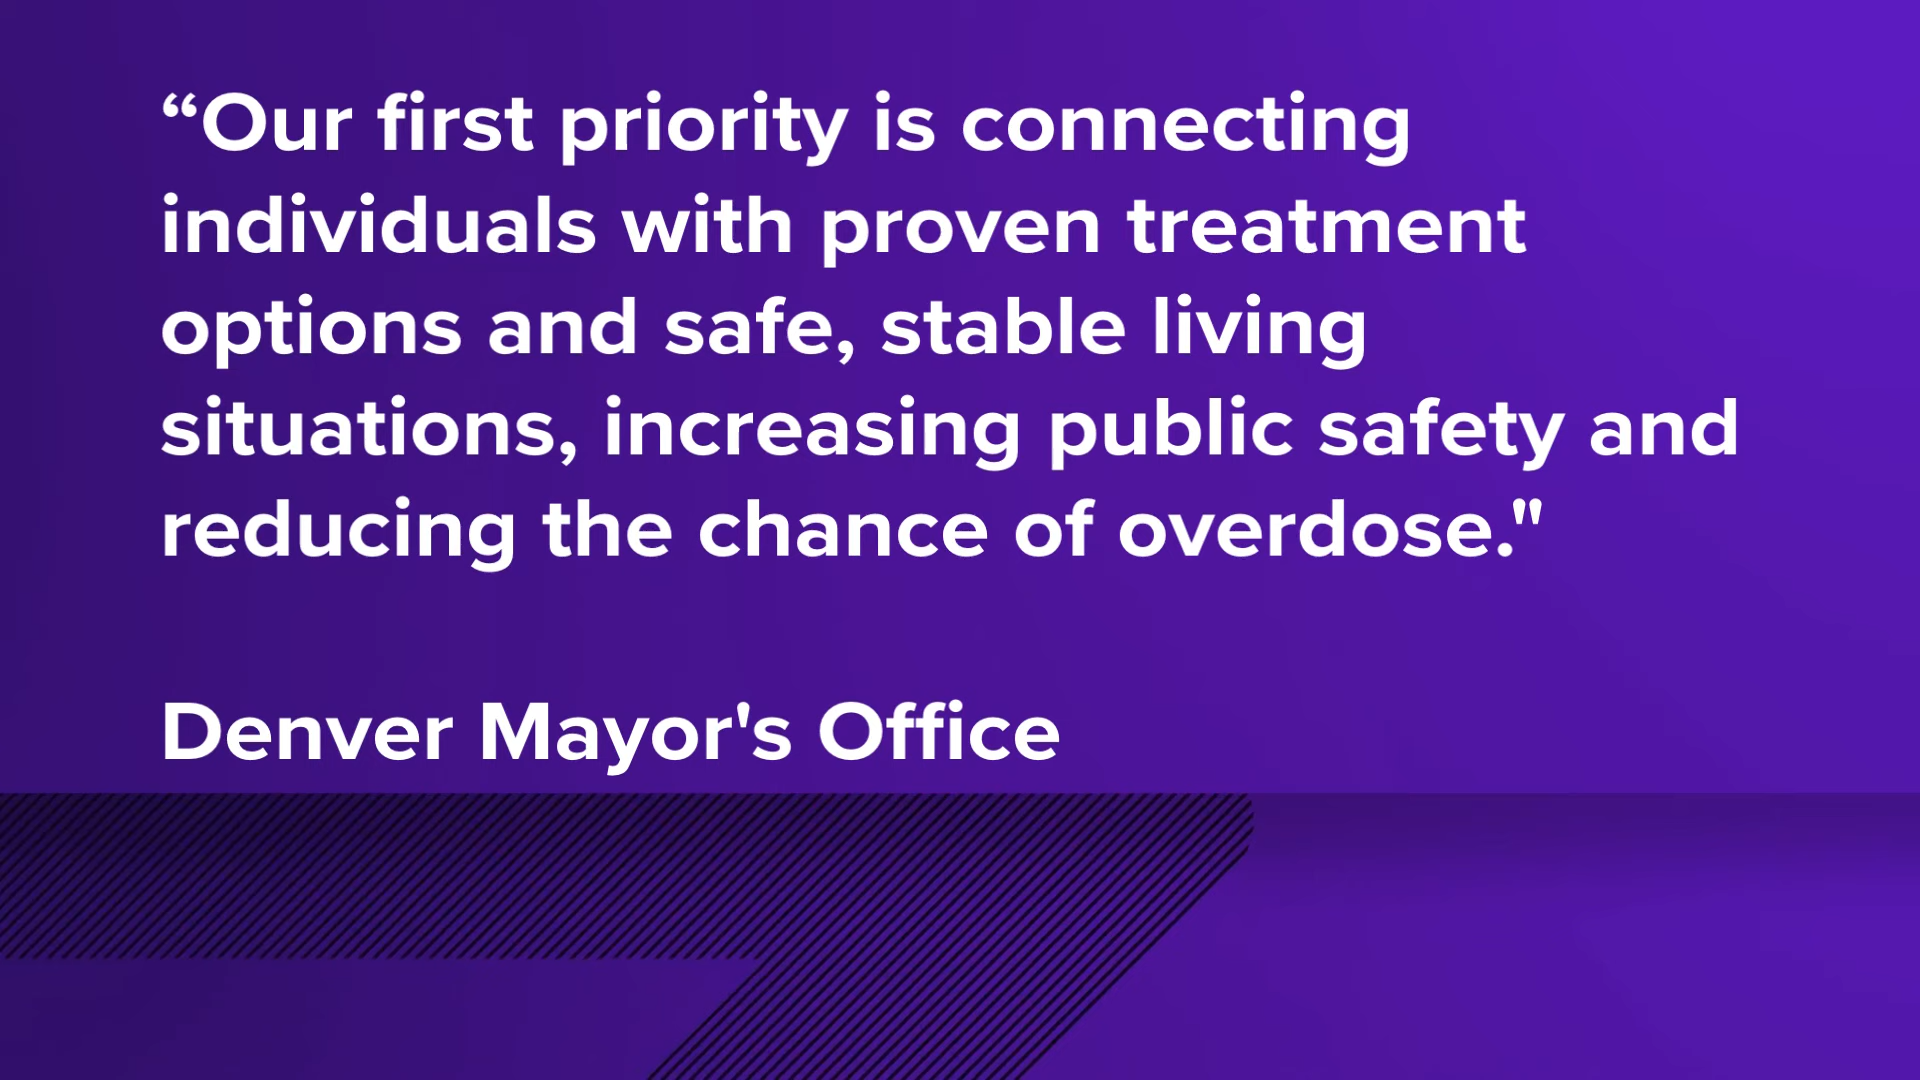 “Our first priority is connecting
individuals with proven treatment
options and safe, stable living
situations, increasing public safety and
reducing the chance of overdose."
Denver Mayor's Office